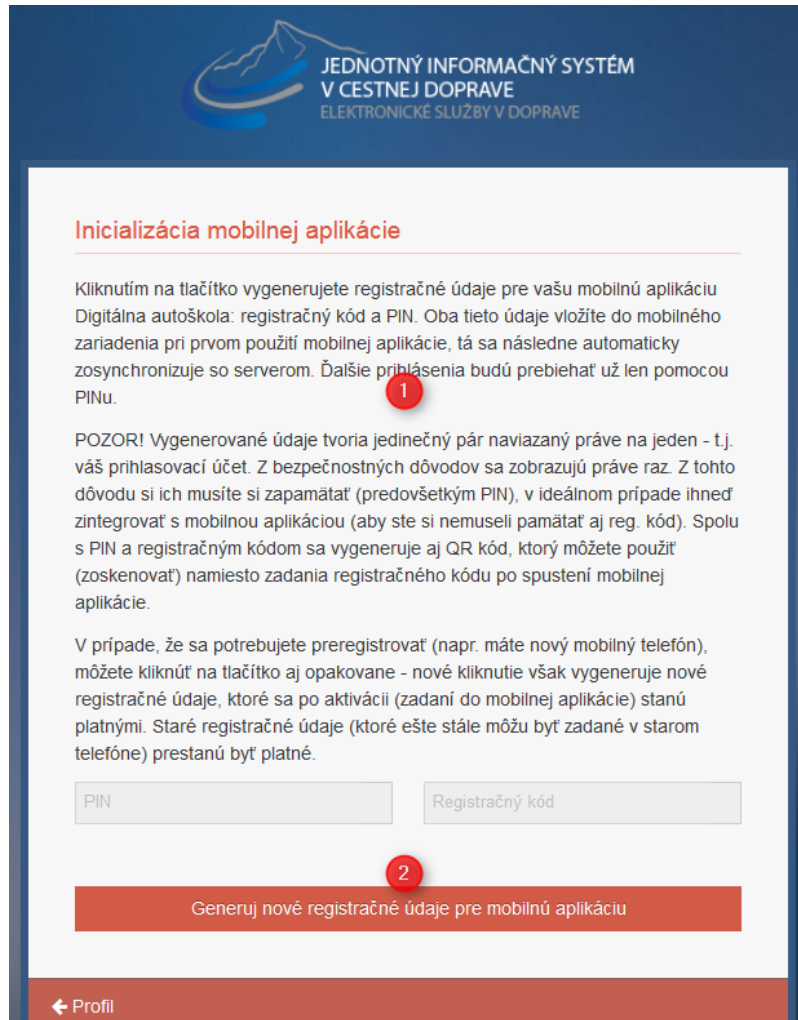 JEDNOTNÝ INFORMAČNÝ SYSTÉM
V CESTNEJ DOPRAVE
ELEKTRONICKÉ SLUŽBY V DOPRAVE
Inicializácia mobilnej aplikácie
Kliknutím na tlačítko vygenerujete registračné údaje pre vašu mobilnú aplikáciu
Digitálna autoškola: registračný kód a PIN. Oba tieto údaje vložíte do mobilného
zariadenia pri prvom použití mobilnej aplikácie, tá sa následne automaticky
zosynchronizuje so serverom. Ďalšie prihlásenia budú prebiehať už len pomocou
PINu.
1
POZOR! Vygenerované údaje tvoria jedinečný pár naviazaný práve na jeden - t.j.
váš prihlasovací účet. Z bezpečnostných dôvodov sa zobrazujú práve raz. Z tohto
dôvodu si ich musíte si zapamätať (predovšetkým PIN), v ideálnom prípade ihneď
zintegrovať s mobilnou aplikáciou (aby ste si nemuseli pamätať aj reg. kód). Spolu
s PIN a registračným kódom sa vygeneruje aj QR kód, ktorý môžete použiť
(zoskenovať) namiesto zadania registračného kódu po spustení mobilnej
aplikácie.
V prípade, že sa potrebujete preregistrovať (napr. máte nový mobilný telefón),
môžete kliknúť na tlačítko aj opakovane - nové kliknutie však vygeneruje nové
registračné údaje, ktoré sa po aktivácii (zadaní do mobilnej aplikácie) stanú
platnými. Staré registračné údaje (ktoré ešte stále môžu byť zadané v starom
telefóne) prestanú byť platné.
PIN
Registračný kód
2
Generuj nové registračné údaje pre mobilnú aplikáciu
Profil